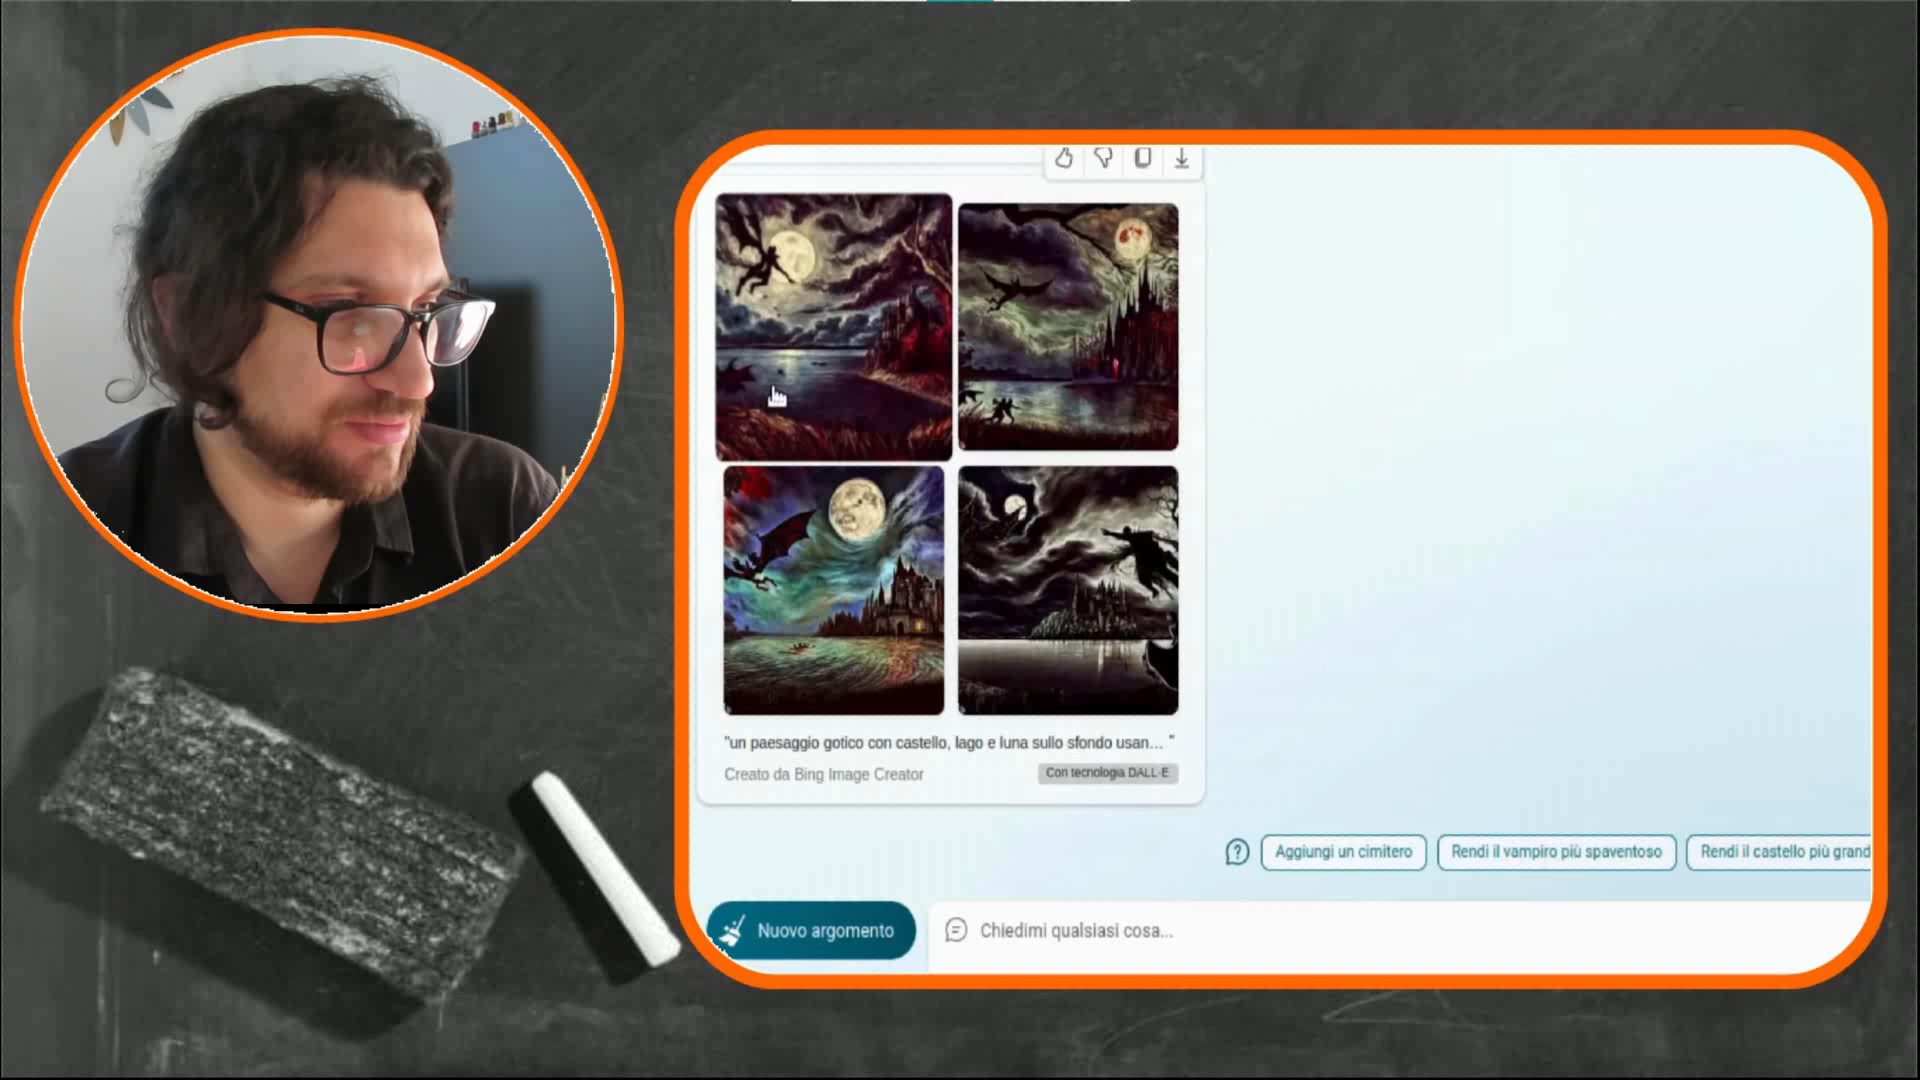 "un paesaggio gotico con castello, lago e luna sullo sfondo usan... "
Creato da Bing Image Creator
Con tecnologia DALL·E
Aggiungi un cimitero
Rendi il vampiro più spaventoso
Rendi il castello più grand
Nuovo argomento
Chiedimi qualsiasi cosa...